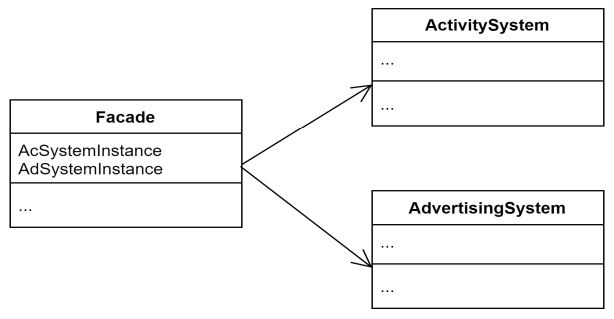 Facade
AcSystemInstance
AdSystemInstance
...
ActivitySystem
...
...
AdvertisingSystem
...
...